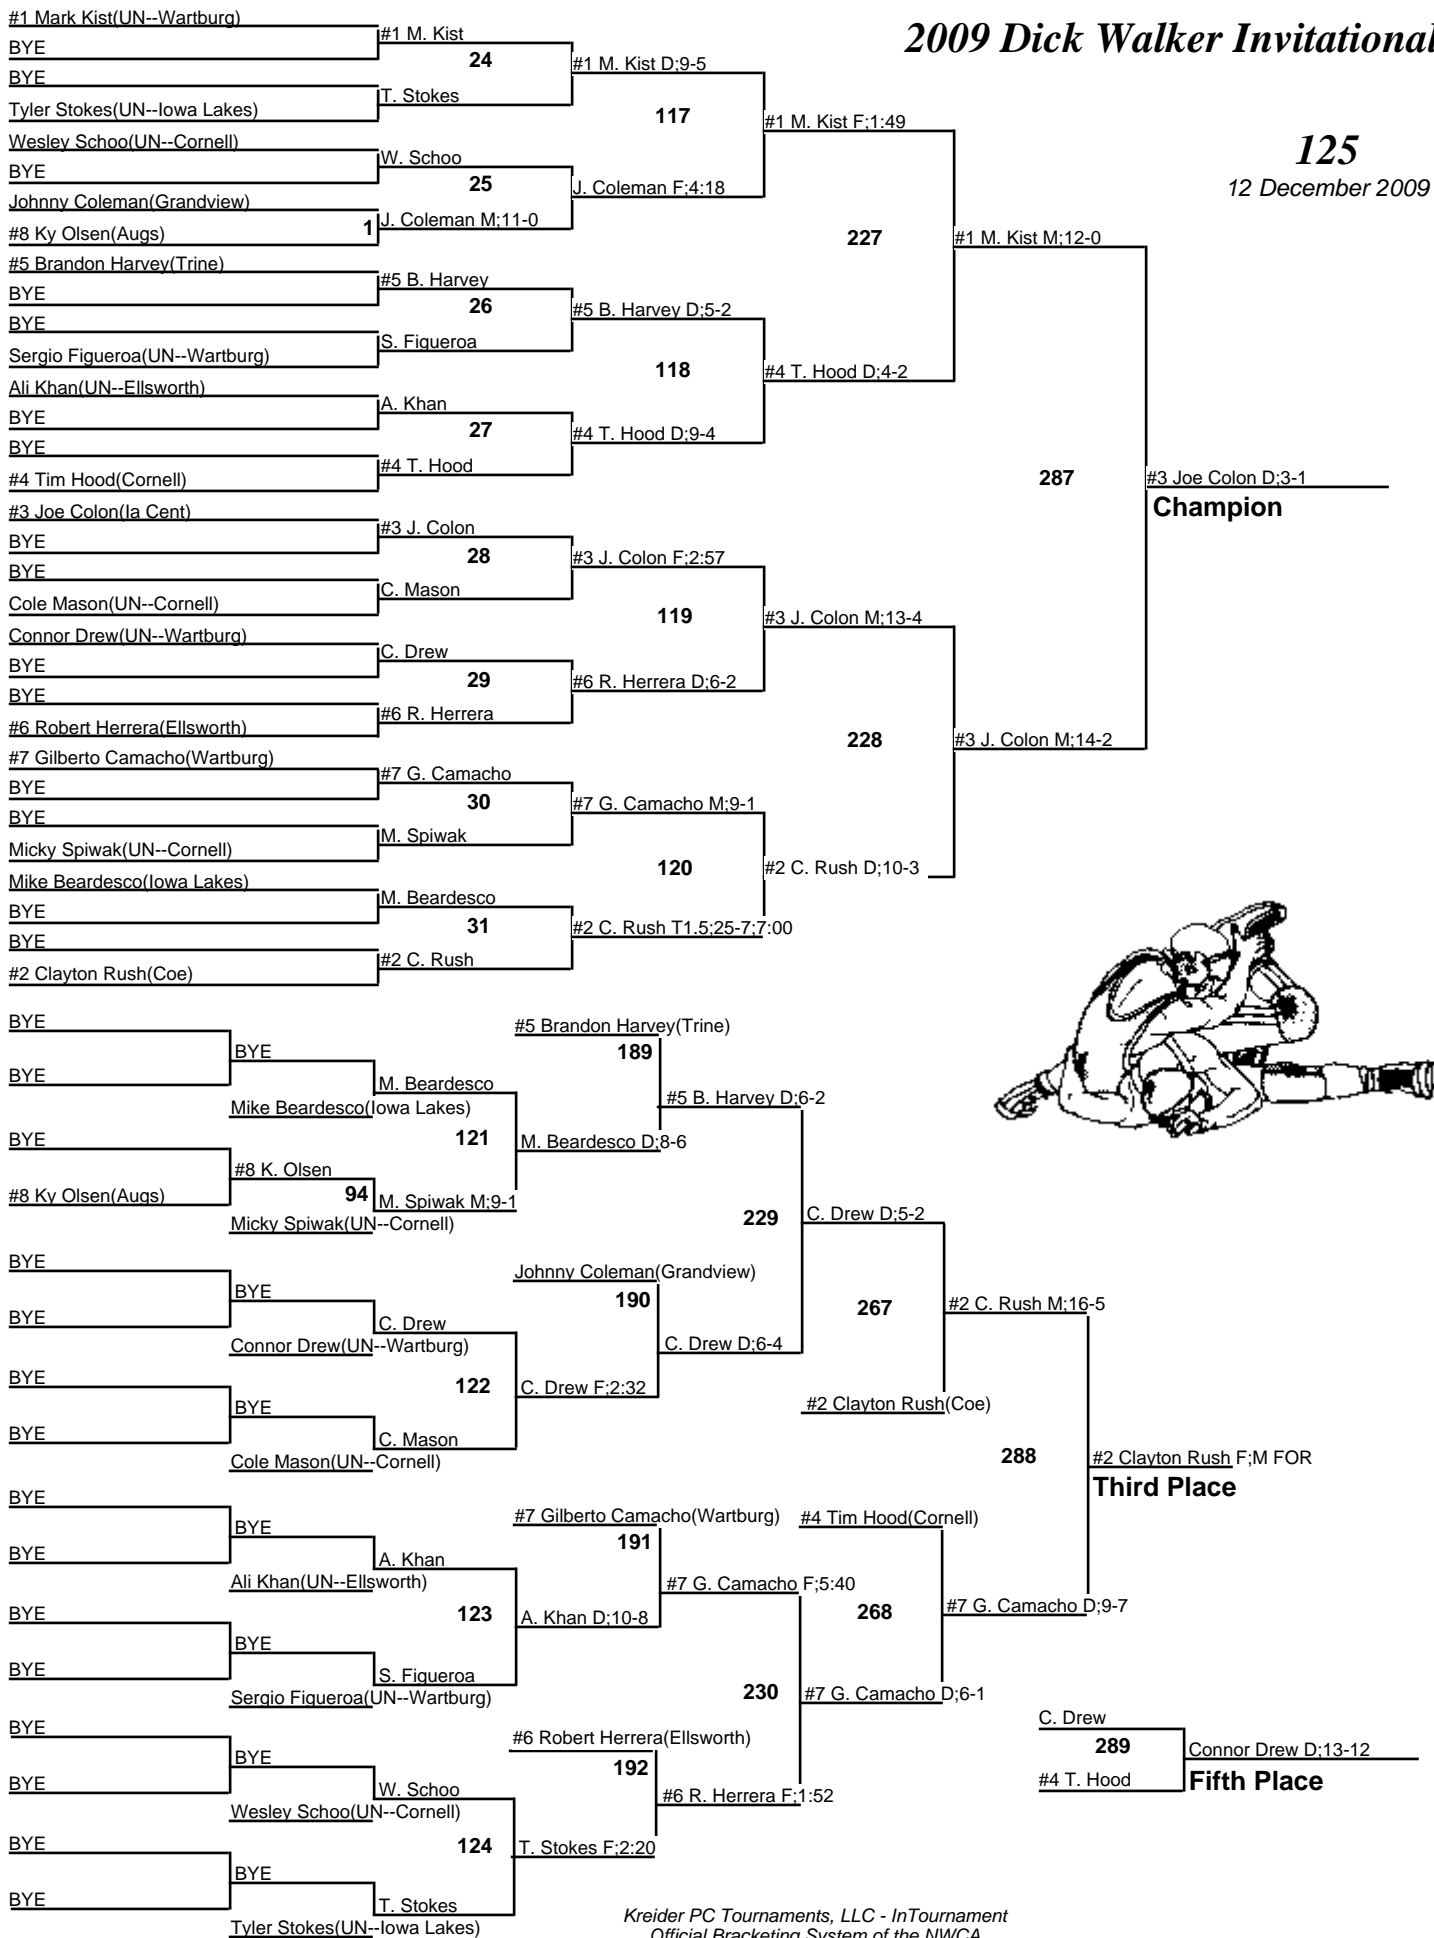 2009 Dick Walker Invitational
125
12 December 2009
#1 Mark Kist(UN--Wartburg)
BYE
BYE
Tyler Stokes(UN--Iowa Lakes)
Wesley Schoo(UN--Cornell)
BYE
Johnny Coleman(Grandview)
#8 Ky Olsen(Augs)
#5 Brandon Harvey(Trine)
BYE
BYE
Sergio Figueroa(UN--Wartburg)
Ali Khan(UN--Ellsworth)
BYE
BYE
#4 Tim Hood(Cornell)
#3 Joe Colon(Ia Cent)
BYE
BYE
Cole Mason(UN--Cornell)
Connor Drew(UN--Wartburg)
BYE
BYE
#6 Robert Herrera(Ellsworth)
#7 Gilberto Camacho(Wartburg)
BYE
BYE
Micky Spiwak(UN--Cornell)
Mike Beardesco(Iowa Lakes)
BYE
BYE
#2 Clayton Rush(Coe)
#1 M. Kist
24
T. Stokes
W. Schoo
25
1
J. Coleman M;11-0
#5 B. Harvey
26
S. Figueroa
A. Khan
27
#4 T. Hood
#3 J. Colon
28
C. Mason
C. Drew
29
#6 R. Herrera
#7 G. Camacho
30
M. Spiwak
M. Beardesco
31
#2 C. Rush
#1 M. Kist D;9-5
117
J. Coleman F;4:18
#5 B. Harvey D;5-2
118
#4 T. Hood D;9-4
#3 J. Colon F;2:57
119
#6 R. Herrera D;6-2
#7 G. Camacho M;9-1
120
#2 C. Rush T1.5;25-7;7:00
#1 M. Kist F;1:49
227
#4 T. Hood D;4-2
#3 J. Colon M;13-4
228
#2 C. Rush D;10-3
#1 M. Kist M;12-0
287
#3 J. Colon M;14-2
#3 Joe Colon D;3-1
Champion
BYE
BYE
BYE
#8 Ky Olsen(Augs)
BYE
BYE
BYE
BYE
BYE
BYE
BYE
BYE
BYE
BYE
BYE
BYE
BYE
Mike Beardesco(Iowa Lakes)
#8 K. Olsen
94
Micky Spiwak(UN--Cornell)
BYE
Connor Drew(UN--Wartburg)
BYE
Cole Mason(UN--Cornell)
BYE
Ali Khan(UN--Ellsworth)
BYE
Sergio Figueroa(UN--Wartburg)
BYE
Wesley Schoo(UN--Cornell)
BYE
Tyler Stokes(UN--Iowa Lakes)
M. Beardesco
121
M. Spiwak M;9-1
C. Drew
122
C. Mason
A. Khan
123
S. Figueroa
W. Schoo
124
T. Stokes
#5 Brandon Harvey(Trine)
189
M. Beardesco D;8-6
Johnny Coleman(Grandview)
190
C. Drew F;2:32
#7 Gilberto Camacho(Wartburg)
191
A. Khan D;10-8
#6 Robert Herrera(Ellsworth)
192
T. Stokes F;2:20
#5 B. Harvey D;6-2
229
C. Drew D;6-4
#7 G. Camacho F;5:40
230
#6 R. Herrera F;1:52
C. Drew D;5-2
267
#2 Clayton Rush(Coe)
#4 Tim Hood(Cornell)
268
#7 G. Camacho D;6-1
#2 C. Rush M;16-5
288
#7 G. Camacho D;9-7
#2 Clayton Rush F;M FOR
Third Place
C. Drew
289
#4 T. Hood
Connor Drew D;13-12
Fifth Place
Kreider PC Tournaments, LLC - InTournament
Official Bracketing System of the NWCA